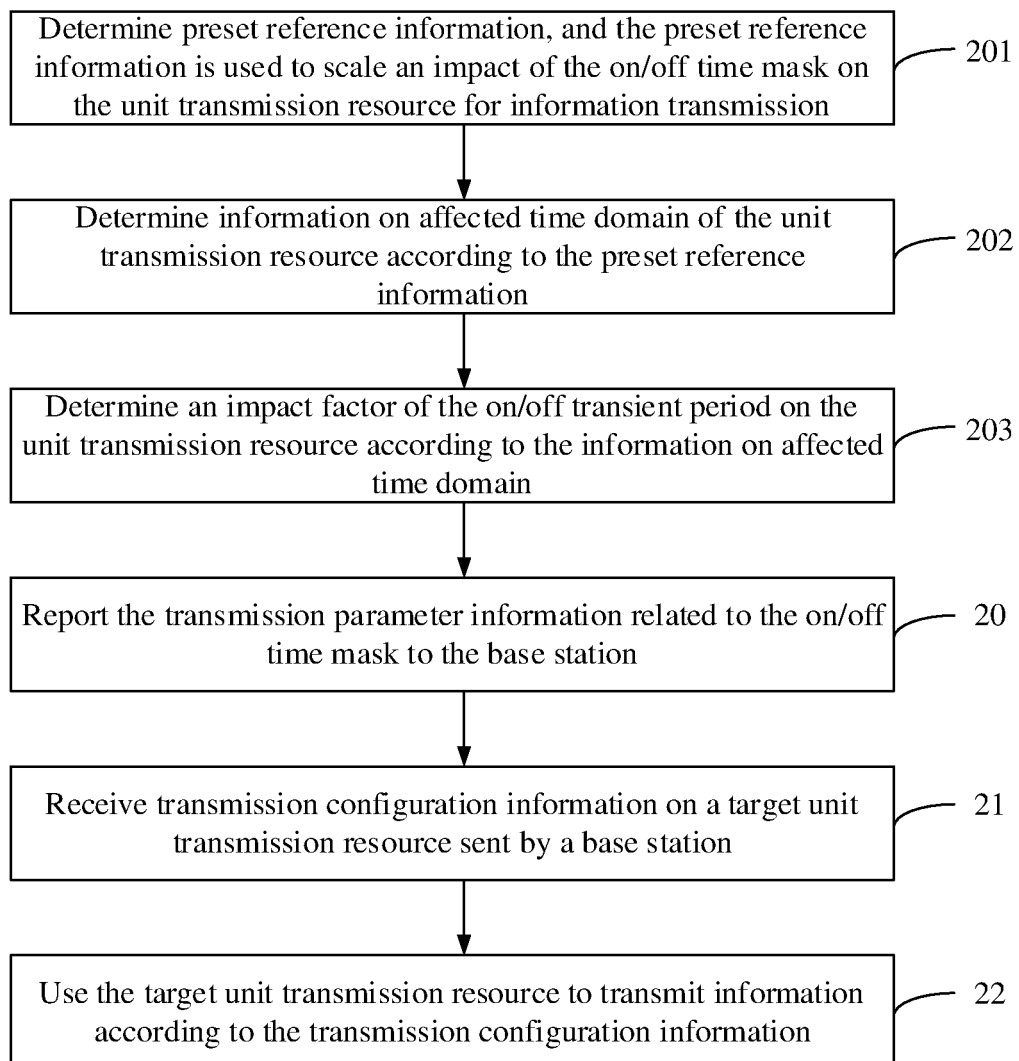 Determine preset reference information, and the preset reference
information is used to scale an impact of the on/off time mask on
the unit transmission resource for information transmission
201
Determine information on affected time domain of the unit
transmission resource according to the preset reference
information
202
Determine an impact factor of the on/off transient period on the
unit transmission resource according to the information on affected
time domain
203
Report the transmission parameter information related to the on/off
time mask to the base station
20
Receive transmission configuration information on a target unit
transmission resource sent by a base station
21
Use the target unit transmission resource to transmit information
according to the transmission configuration information
22